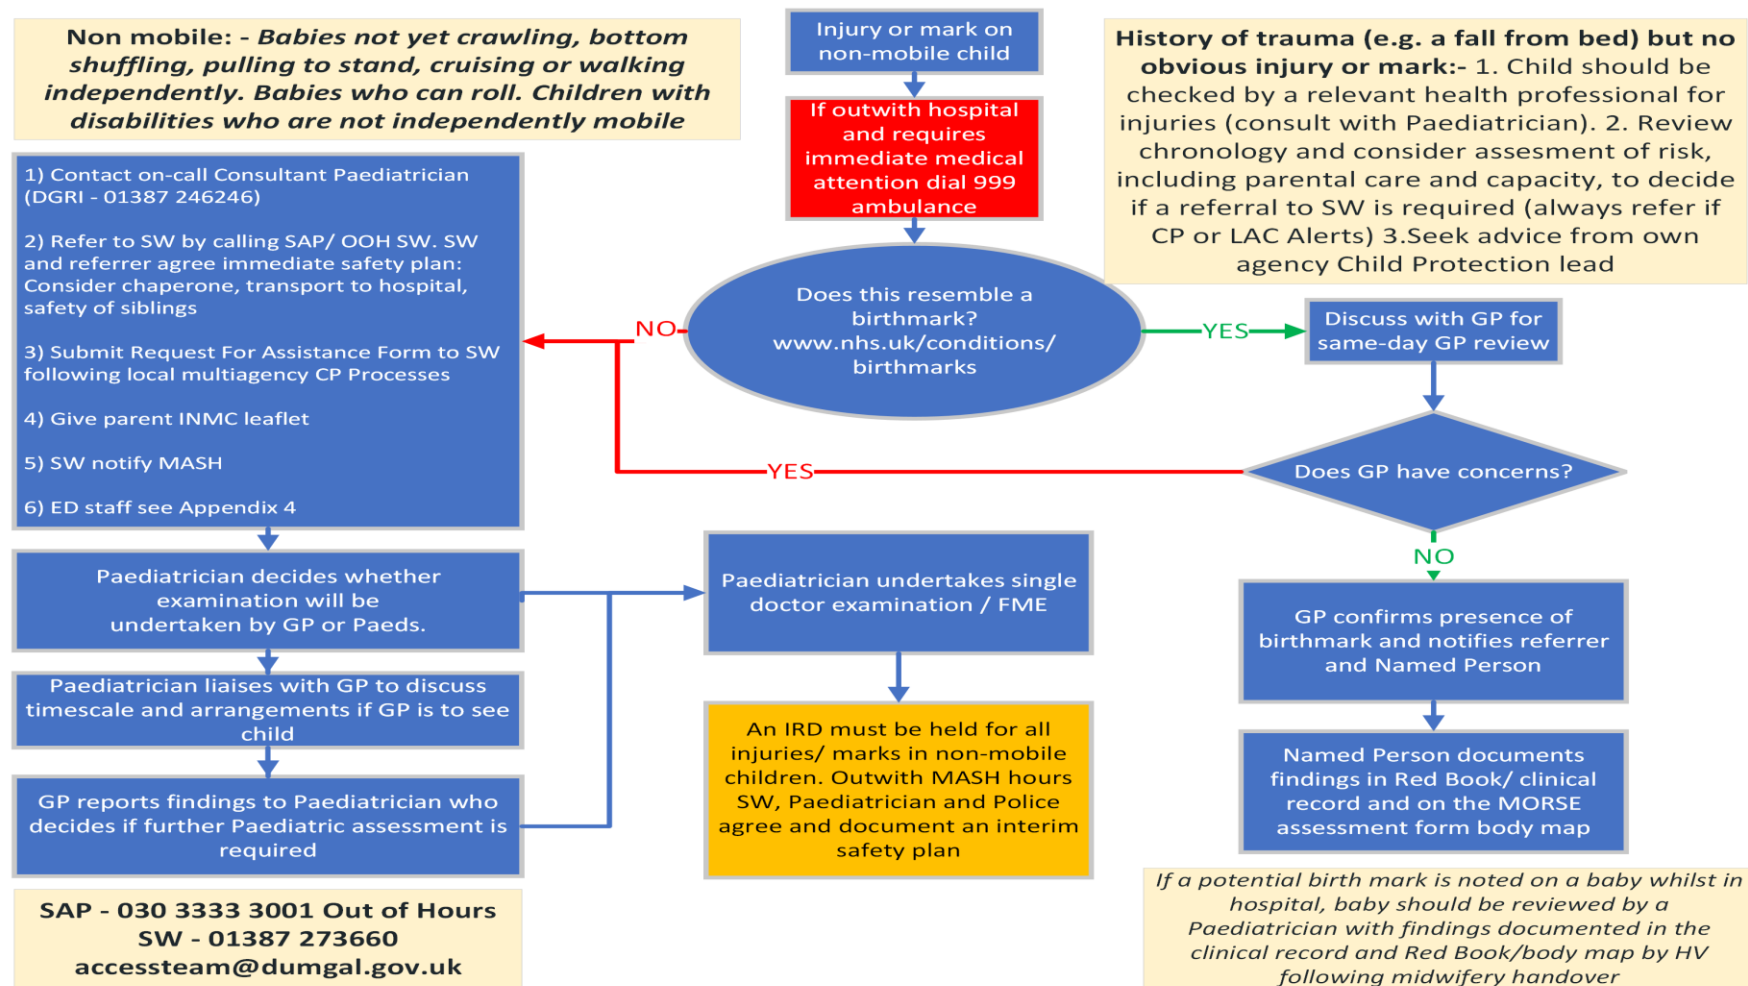 Non mobile: - Babies not yet crawling, bottom
shuffling, pulling to stand, cruising or walking
independently. Babies who can roll. Children with
disabilities who are not independently mobile
Injury or mark on
non-mobile child
If outwith hospital
and requires
immediate medical
attention dial 999
ambulance
History of trauma (e.g. a fall from bed) but no
obvious injury or mark:- 1. Child should be
checked by a relevant health professional for
injuries (consult with Paediatrician). 2. Review
chronology and consider assesment of risk,
including parental care and capacity, to decide
if a referral to SW is required (always refer if
CP or LAC Alerts) 3.Seek advice from own
agency Child Protection lead
Does this resemble a
birthmark?
www.nhs.uk/conditions/
birthmarks
NO
YES
Discuss with GP for
same-day GP review
Does GP have concerns?
YES
NO
1) Contact on-call Consultant Paediatrician
(DGRI - 01387 246246)
2) Refer to SW by calling SAP/ OOH SW. SW
and referrer agree immediate safety plan:
Consider chaperone, transport to hospital,
safety of siblings
3) Submit Request For Assistance Form to SW
following local multiagency CP Processes
4) Give parent INMC leaflet
5) SW notify MASH
6) ED staff see Appendix 4
Paediatrician decides whether
examination will be
undertaken by GP or Paeds.
Paediatrician liaises with GP to discuss
timescale and arrangements if GP is to see
child
GP reports findings to Paediatrician who
decides if further Paediatric assessment is
required
Paediatrician undertakes single
doctor examination / FME
An IRD must be held for all
injuries/ marks in non-mobile
children. Outwith MASH hours
SW, Paediatrician and Police
agree and document an interim
safety plan
GP confirms presence of
birthmark and notifies referrer
and Named Person
Named Person documents
findings in Red Book/ clinical
record and on the MORSE
assessment form body map
SAP - 030 3333 3001 Out of Hours
SW - 01387 273660
accessteam@dumgal.gov.uk
If a potential birth mark is noted on a baby whilst in
hospital, baby should be reviewed by a
Paediatrician with findings documented in the
clinical record and Red Book/body map by HV
following midwifery handover